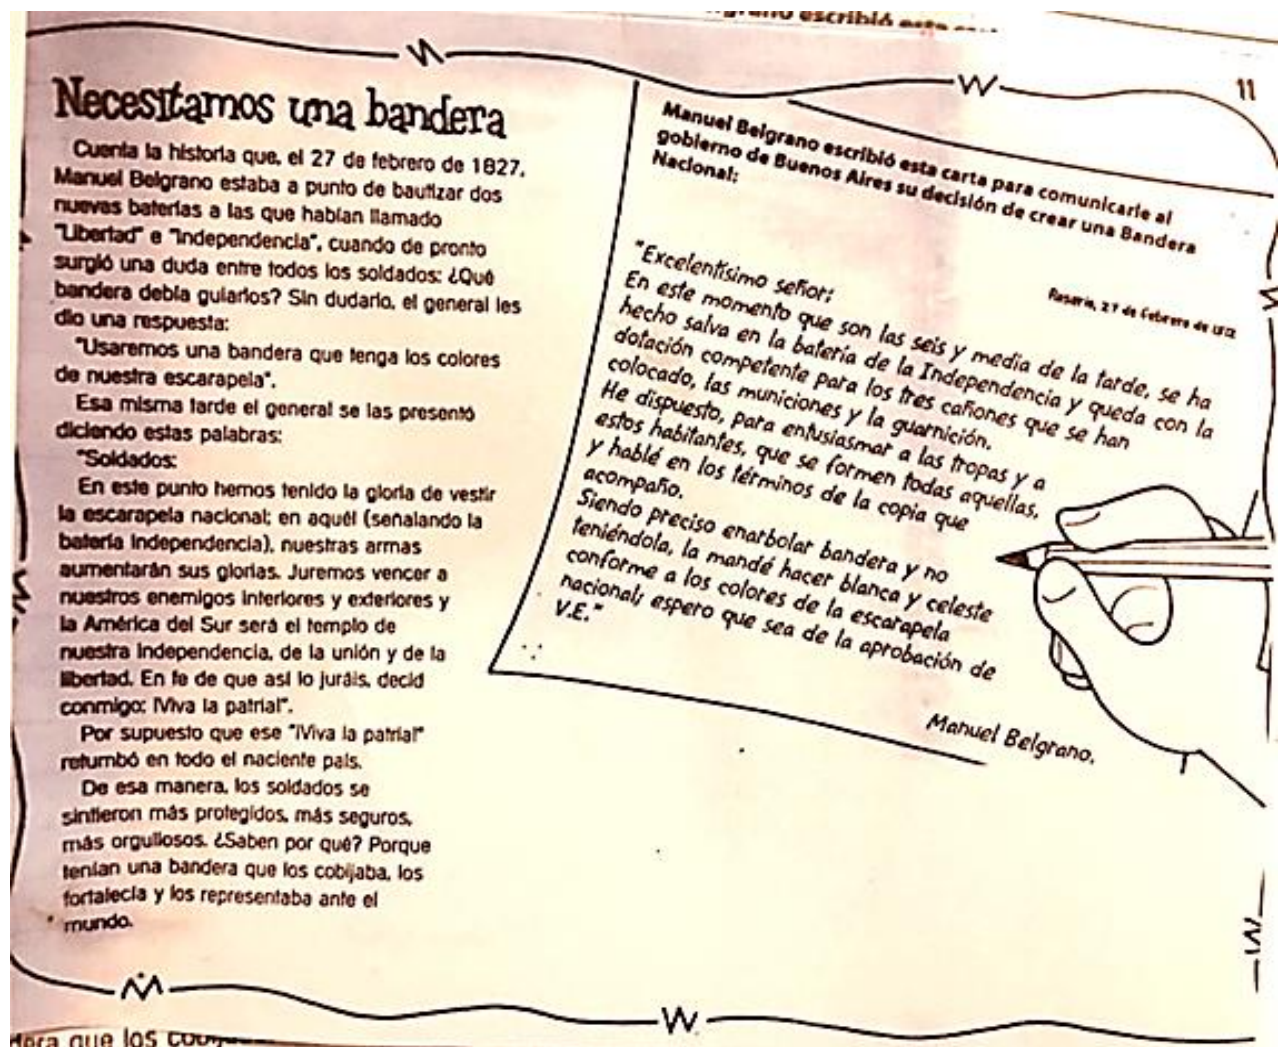 escribió esta
11
Necesitamos una bandera
Cuenta la historia que, el 27 de febrero de 1827,
Manuel Belgrano estaba a punto de bautizar dos
nuevas baterías a las que habían llamado
"Libertad" e "Independencia", cuando de pronto
surgió una duda entre todos los soldados: ¿Qué
bandera debía guiarlos? Sin dudarlo, el general les
dio una respuesta:
"Usaremos una bandera que tenga los colores
de nuestra escarapela".
Esa misma tarde el general se las presentó
diciendo estas palabras:
"Soldados:
En este punto hemos tenido la gloria de vestir
la escarapela nacional; en aquél (señalando la
batería Independencia), nuestras armas
aumentarán sus glorias. Juremos vencer a
nuestros enemigos interiores y exteriores y
la América del Sur será el templo de
nuestra Independencia, de la unión y de la
libertad. En fe de que así lo juráis, decid
conmigo: ¡Viva la patria!".
Por supuesto que ese "¡Viva la patria!"
retumbó en todo el naciente país.
De esa manera, los soldados se
sintieron más protegidos, más seguros,
más orgullosos. ¿Saben por qué? Porque
tenían una bandera que los cobijaba, los
fortalecía y los representaba ante el
mundo.
Manuel Belgrano escribió esta carta para comunicarle al
gobierno de Buenos Aires su decisión de crear una Bandera
Nacional:
Rosario, 27 de febrero de 1812
"Excelentísimo señor:
En este momento que son las seis y media de la tarde, se ha
hecho salva en la batería de la Independencia y queda con la
dotación competente para los tres cañones que se han
colocado, las municiones y la guarnición.
He dispuesto, para entusiasmar a las tropas y a
estos habitantes, que se formen todas aquellas,
y hablé en los términos de la copia que
acompaño.
Siendo preciso enarbolar bandera y no
teniéndola, la mandé hacer blanca y celeste
conforme a los colores de la escarapela
nacional; espero que sea de la aprobación de
V.E."
Manuel Belgrano.
que los